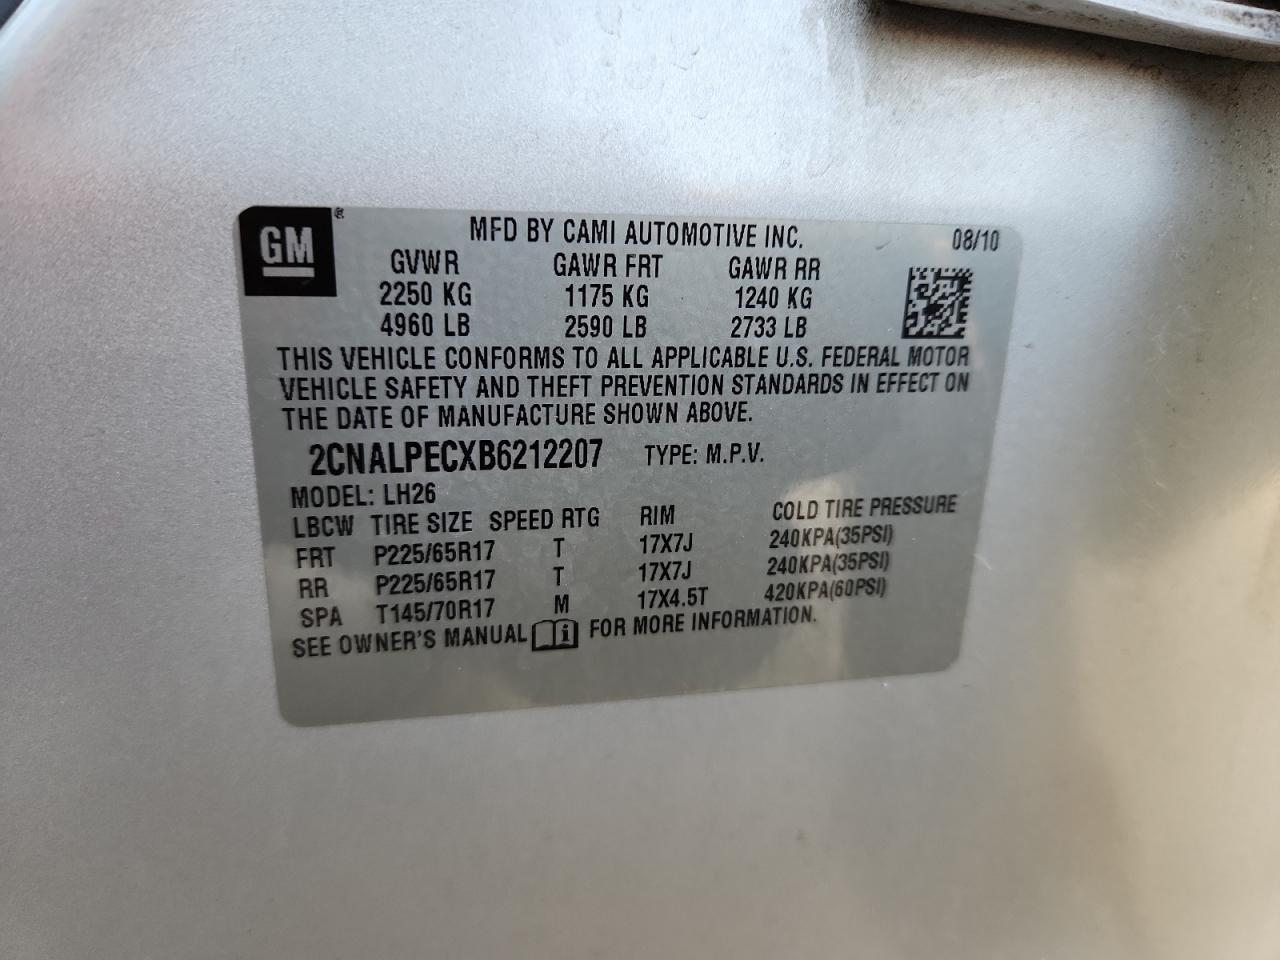 GM ®
MFD BY CAMI AUTOMOTIVE INC. 08/10
GVWR GAWR FRT GAWR RR
2250 KG 1175 KG 1240 KG
4960 LB 2590 LB 2733 LB
THIS VEHICLE CONFORMS TO ALL APPLICABLE U.S. FEDERAL MOTOR
VEHICLE SAFETY AND THEFT PREVENTION STANDARDS IN EFFECT ON
THE DATE OF MANUFACTURE SHOWN ABOVE.
2CNALPECXB6212207 TYPE: M.P.V.
MODEL: LH26
LBCW TIRE SIZE SPEED RTG RIM COLD TIRE PRESSURE
FRT P225/65R17 T 17X7J 240KPA(35PSI)
RR P225/65R17 T 17X7J 240KPA(35PSI)
SPA T145/70R17 M 17X4.5T 420KPA(60PSI)
SEE OWNER'S MANUAL i FOR MORE INFORMATION.